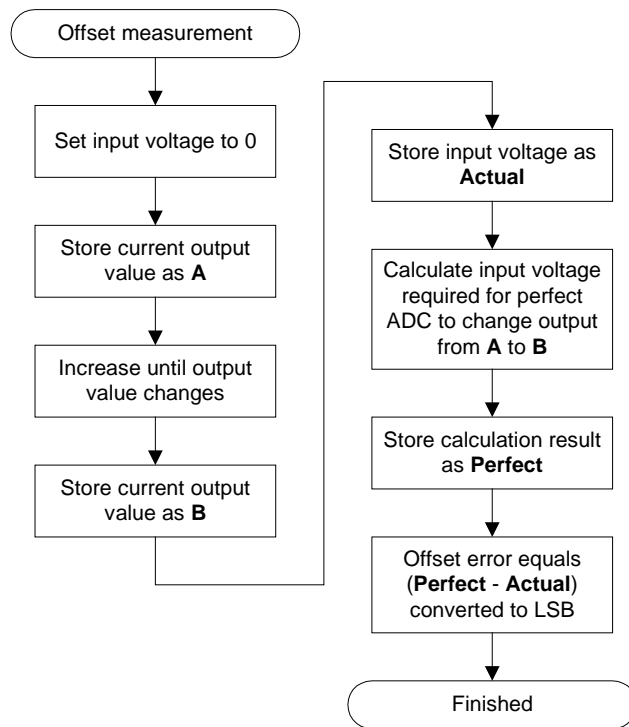 Offset measurement
Set input voltage to 0
Store current output
value as A
Increase until output
value changes
Store current output
value as B
Store input voltage as
Actual
Calculate input voltage
required for perfect
ADC to change output
from A to B
Store calculation result
as Perfect
Offset error equals
(Perfect - Actual)
converted to LSB
Finished